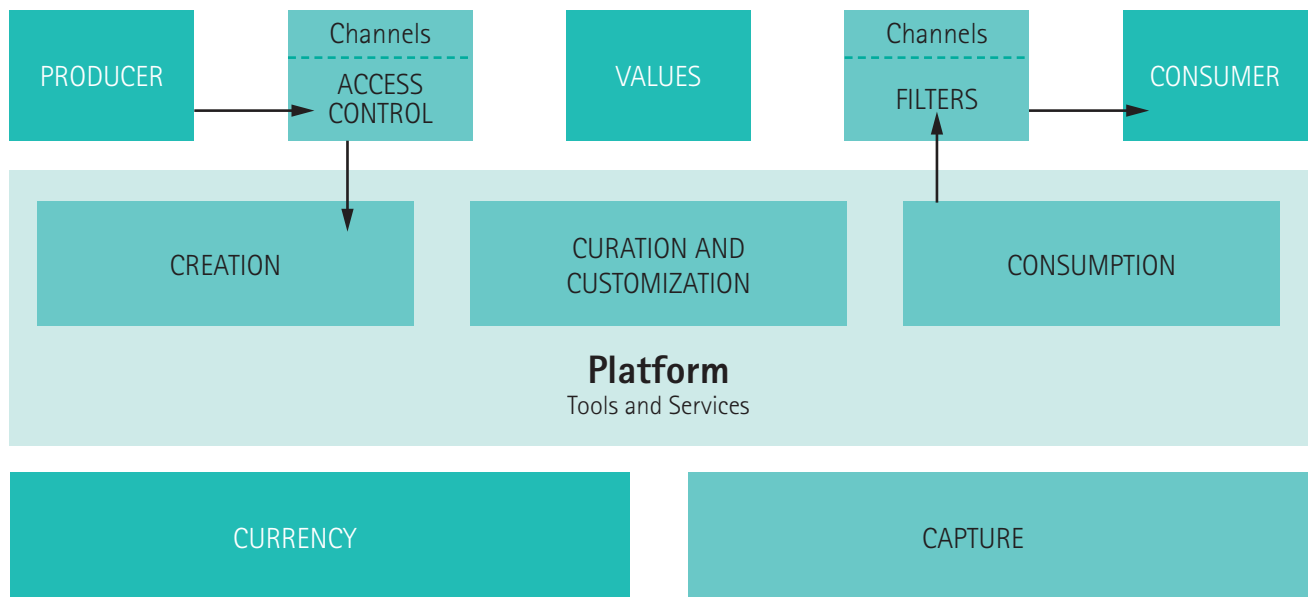 PRODUCER
Channels
ACCESS
CONTROL
VALUES
Channels
FILTERS
CONSUMER
CREATION
CURATION AND
CUSTOMIZATION
CONSUMPTION
Platform
Tools and Services
CURRENCY
CAPTURE